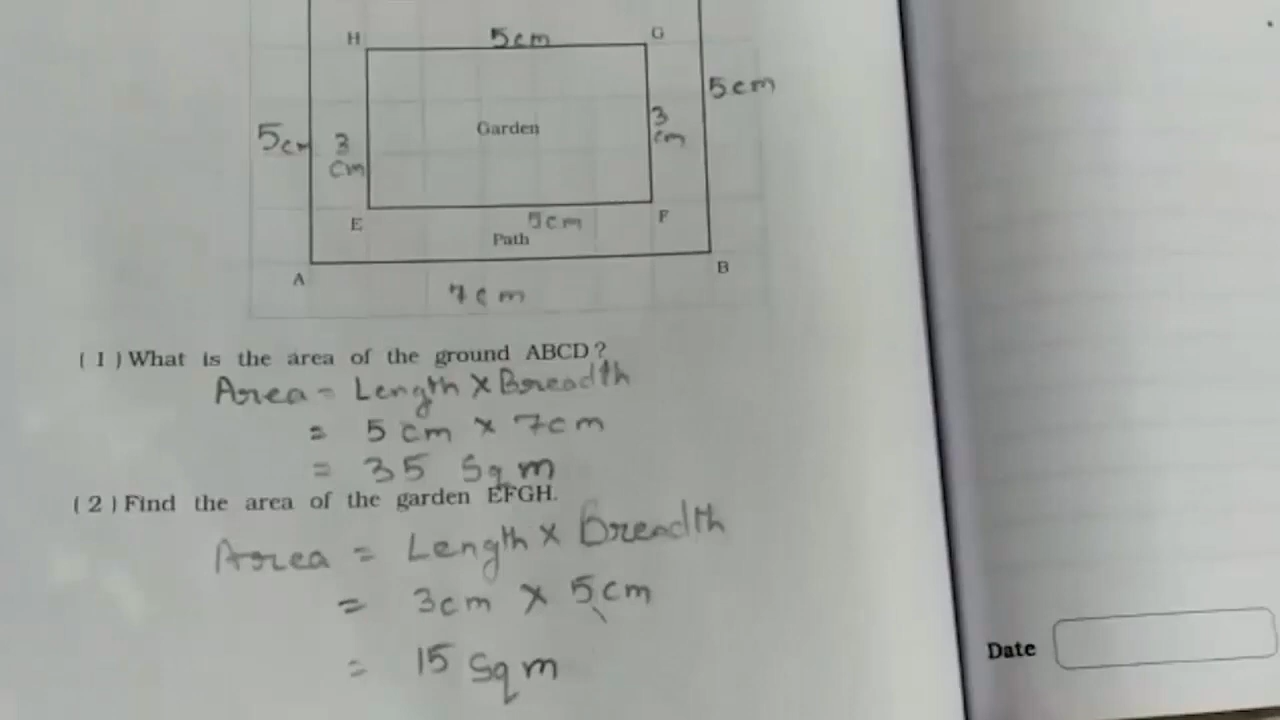 H 5cm G
5cm
5cm 3 cm Garden 3 cm
E 5cm F
Path
A B
7cm
(1) What is the area of the ground ABCD?
Area = Length × Breadth
= 5 cm × 7cm
= 35 Sq m
(2) Find the area of the garden EFGH.
Area = Length × Breadth
= 3cm × 5cm
= 15 Sq m
Date